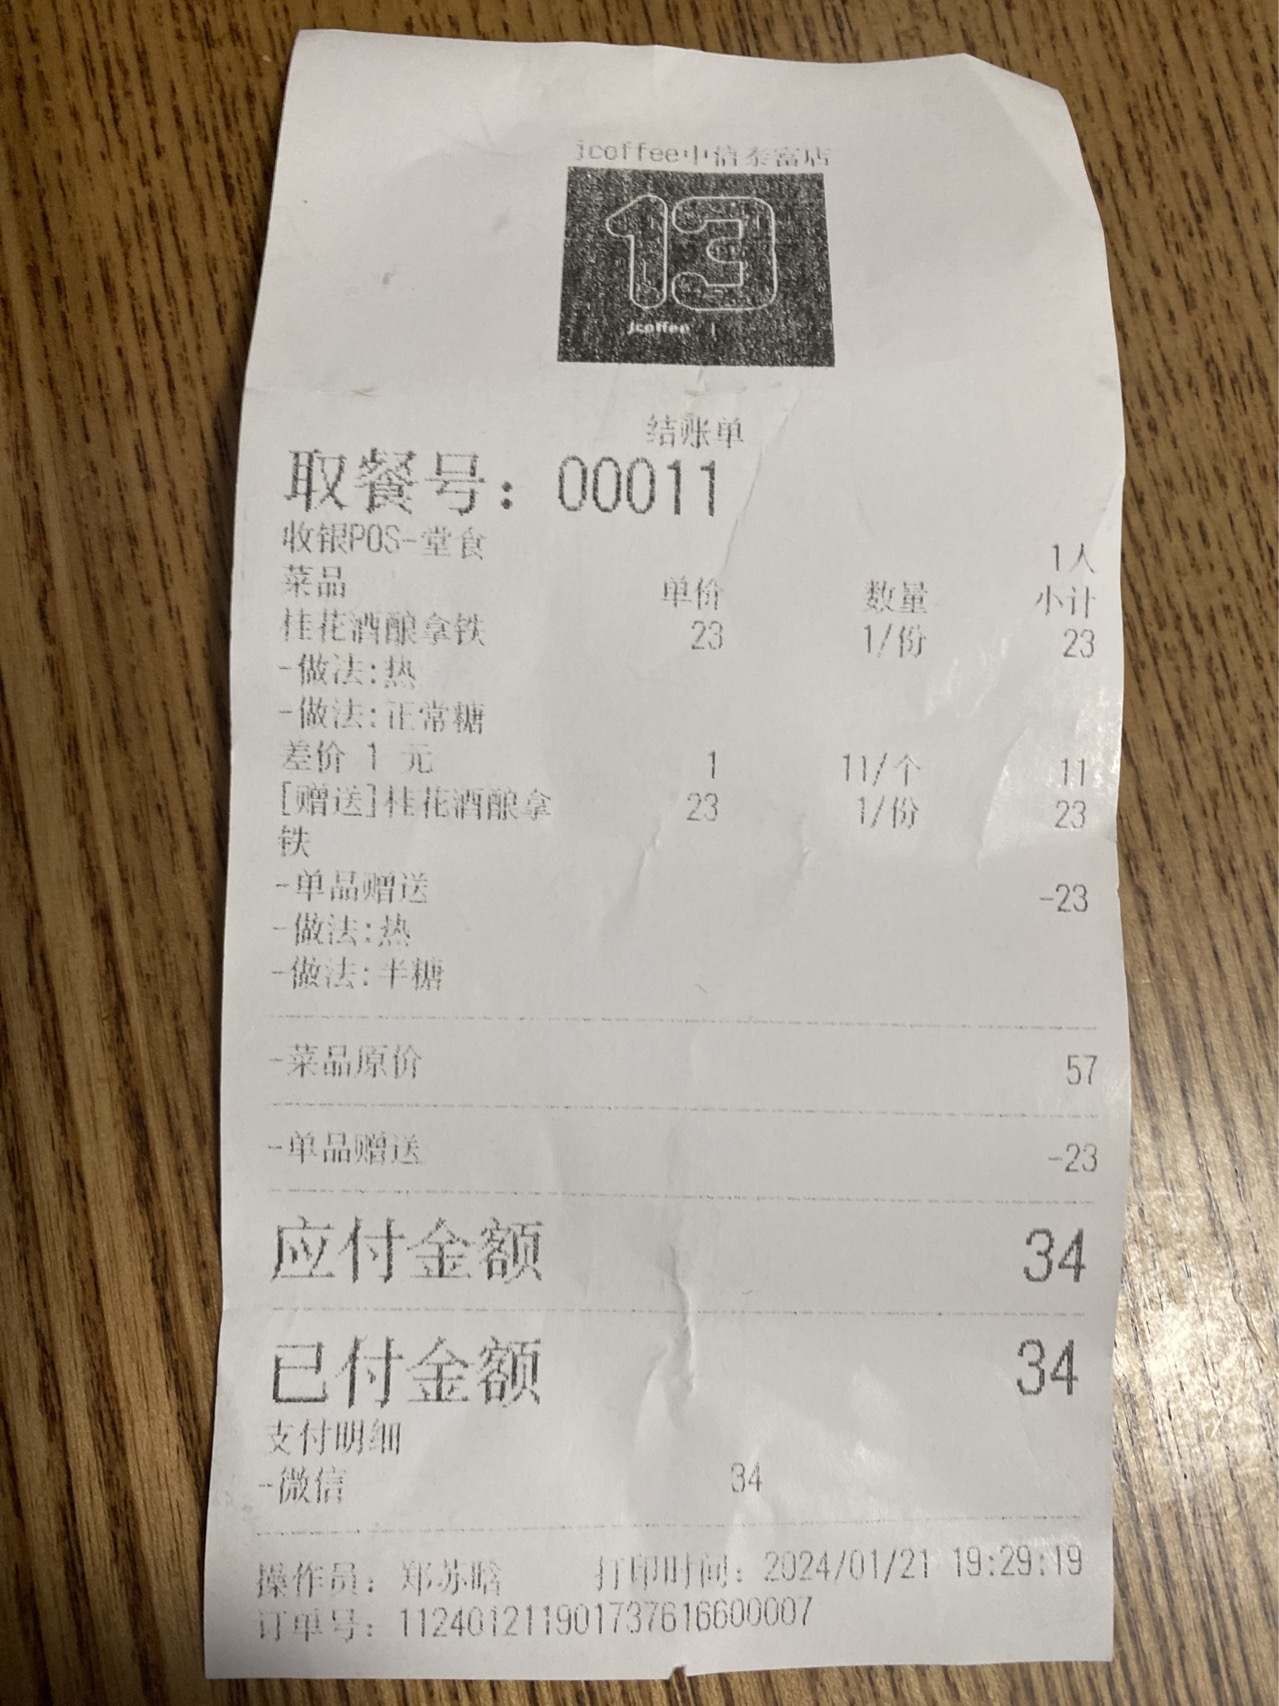 jcoffee中信泰富店
13
jcoffee
结账单
取餐号：00011
收银POS-堂食 1人
菜品 单价 数量 小计
桂花酒酿拿铁 23 1/份 23
-做法:热
-做法:正常糖
差价 1 元 1 11/个 11
[赠送]桂花酒酿拿 23 1/份 23
铁
-单品赠送 -23
-做法:热
-做法:半糖
-菜品原价 57
-单品赠送 -23
应付金额 34
已付金额 34
支付明细
-微信 34
操作员：郑苏晗 打印时间：2024/01/21 19:29:19
订单号：112401211901737616600007